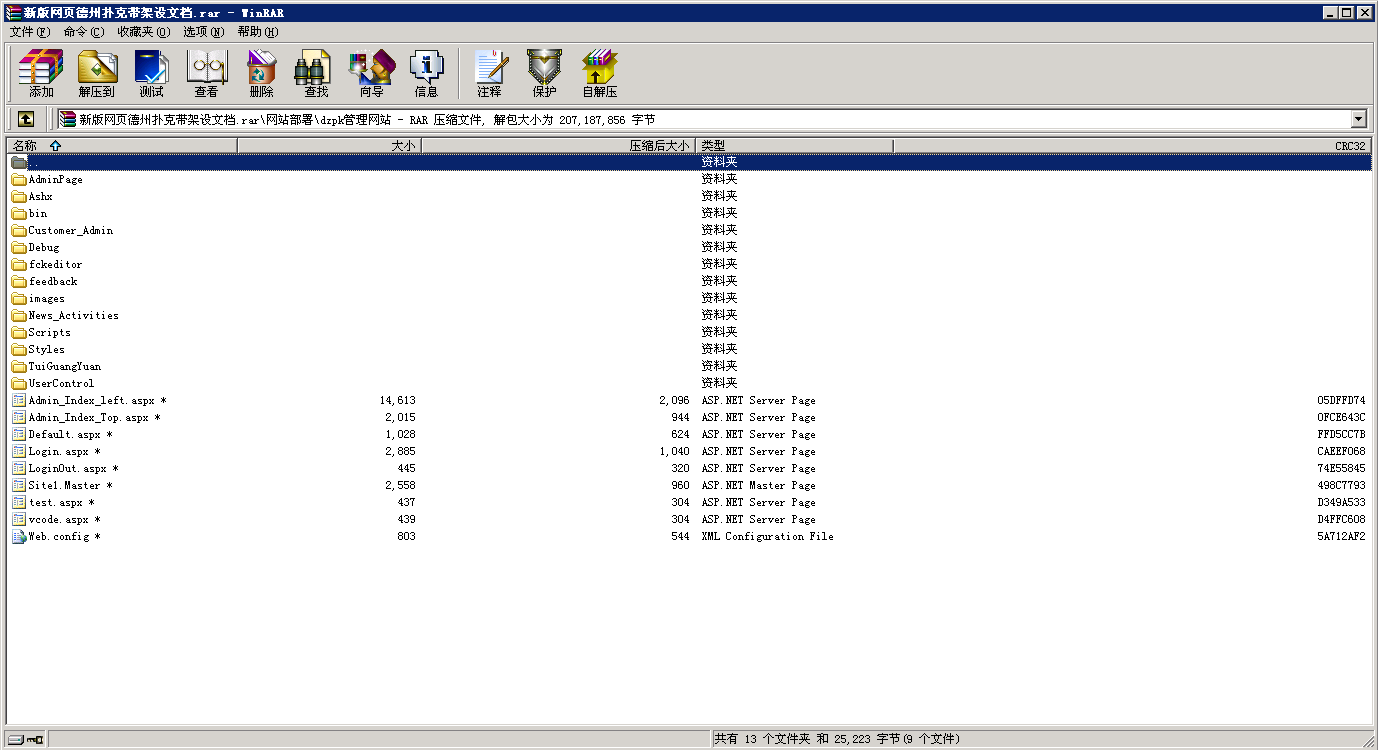 新版网页德州扑克带架设文档.rar - WinRAR
文件(F) 命令(C) 收藏夹(O) 选项(N) 帮助(H)
添加 解压到 测试 查看 删除 查找 向导 信息 注释 保护 自解压
新版网页德州扑克带架设文档.rar\网站部署\dzpk管理网站 - RAR 压缩文件, 解包大小为 207,187,856 字节
名称 大小 压缩后大小 类型 CRC32
.. 资料夹
AdminPage 资料夹
Ashx 资料夹
bin 资料夹
Customer_Admin 资料夹
Debug 资料夹
fckeditor 资料夹
feedback 资料夹
images 资料夹
News_Activities 资料夹
Scripts 资料夹
Styles 资料夹
TuiGuangYuan 资料夹
UserControl 资料夹
Admin_Index_left.aspx * 14,613 2,096 ASP.NET Server Page 05DFFD74
Admin_Index_Top.aspx * 2,015 944 ASP.NET Server Page 0FCE643C
Default.aspx * 1,028 624 ASP.NET Server Page FFD5CC7B
Login.aspx * 2,885 1,040 ASP.NET Server Page CAEEF068
LoginOut.aspx * 445 320 ASP.NET Server Page 74E55845
Site1.Master * 2,558 960 ASP.NET Master Page 498C7793
test.aspx * 437 304 ASP.NET Server Page D349A533
vcode.aspx * 439 304 ASP.NET Server Page D4FFC608
Web.config * 803 544 XML Configuration File 5A712AF2
共有 13 个文件夹 和 25,223 字节(9 个文件)